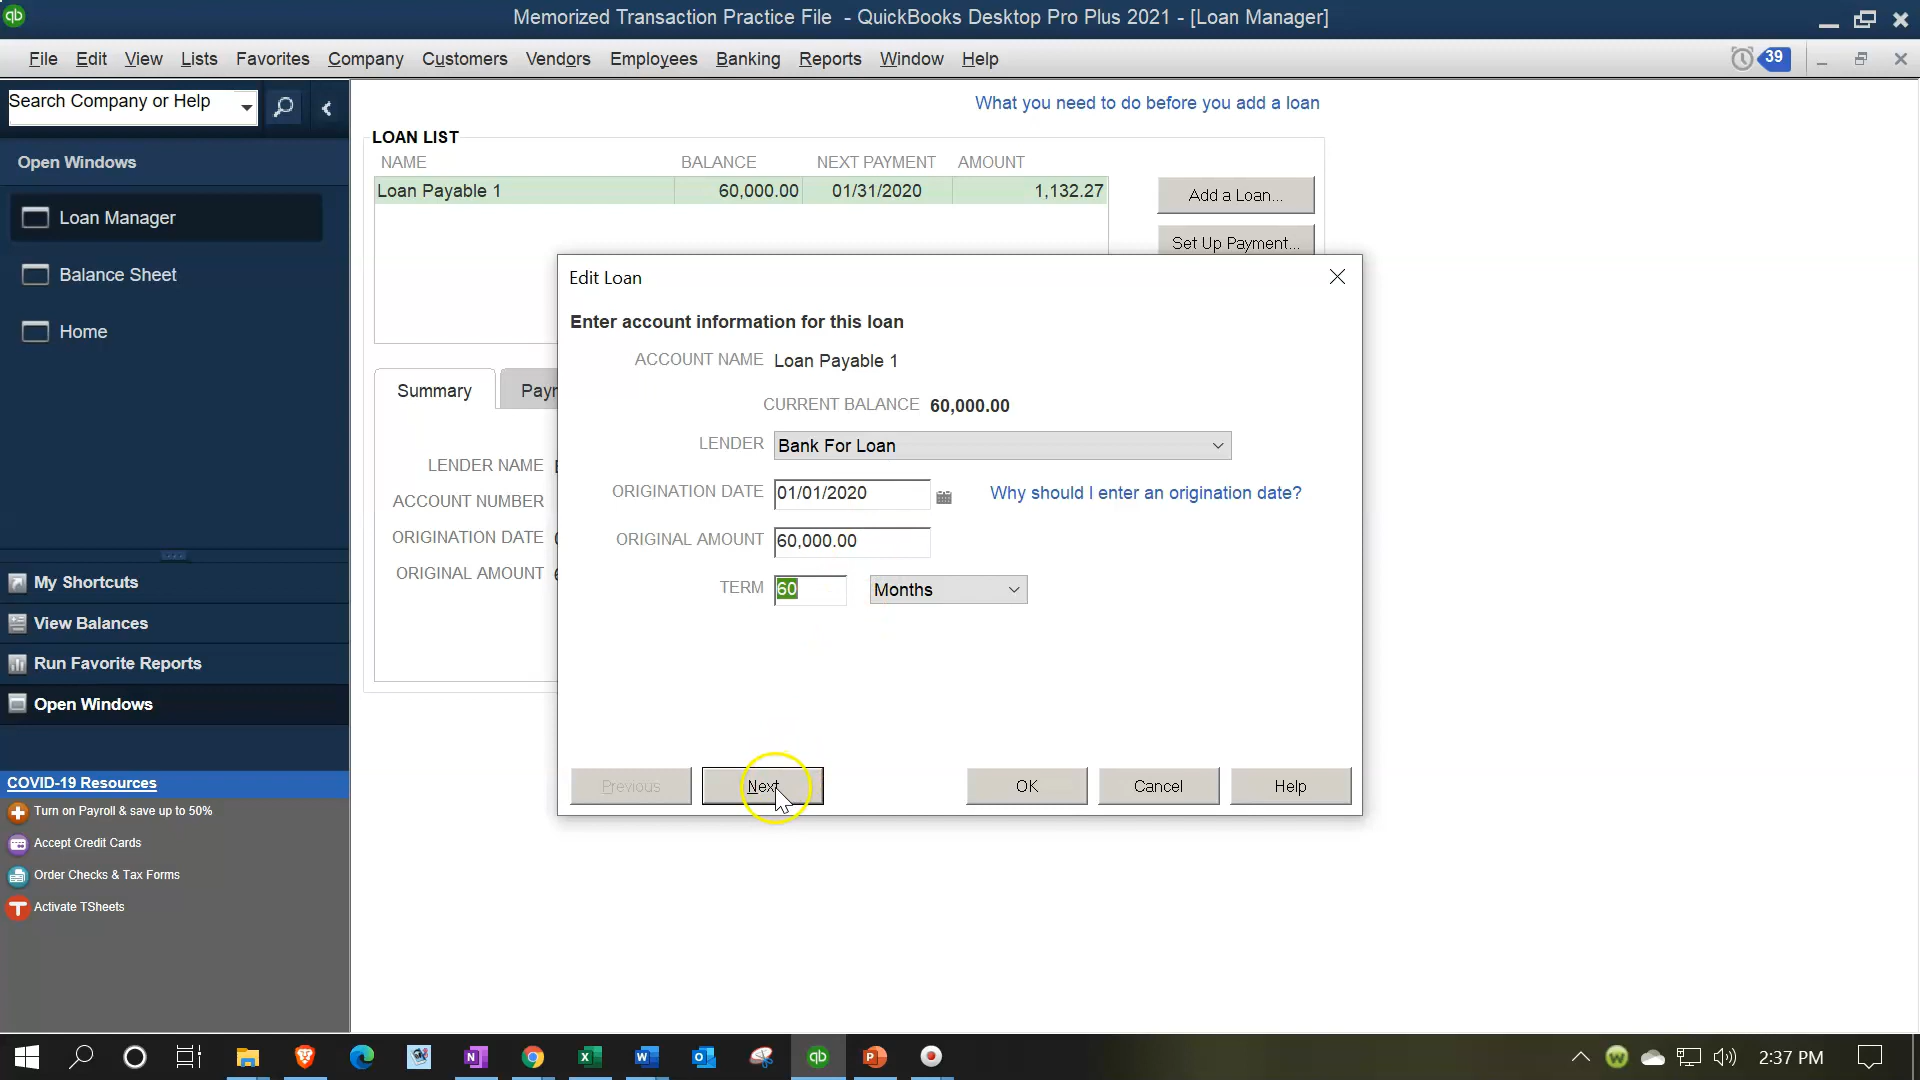 qb
Memorized Transaction Practice File - QuickBooks Desktop Pro Plus 2021 - [Loan Manager]
File Edit View Lists Favorites Company Customers Vendors Employees Banking Reports Window Help
39
Search Company or Help
What you need to do before you add a loan
Open Windows
Loan Manager
Balance Sheet
Home
LOAN LIST
NAME BALANCE NEXT PAYMENT AMOUNT
Loan Payable 1 60,000.00 01/31/2020 1,132.27
Add a Loan...
Set Up Payment...
Summary
LENDER NAME
ACCOUNT NUMBER
ORIGINATION DATE
ORIGINAL AMOUNT
Edit Loan
Enter account information for this loan
ACCOUNT NAME Loan Payable 1
CURRENT BALANCE 60,000.00
LENDER Bank For Loan
ORIGINATION DATE 01/01/2020 Why should I enter an origination date?
ORIGINAL AMOUNT 60,000.00
TERM 60 Months
Previous Next OK Cancel Help
My Shortcuts
View Balances
Run Favorite Reports
Open Windows
COVID-19 Resources
Turn on Payroll & save up to 50%
Accept Credit Cards
Order Checks & Tax Forms
Activate TSheets
2:37 PM